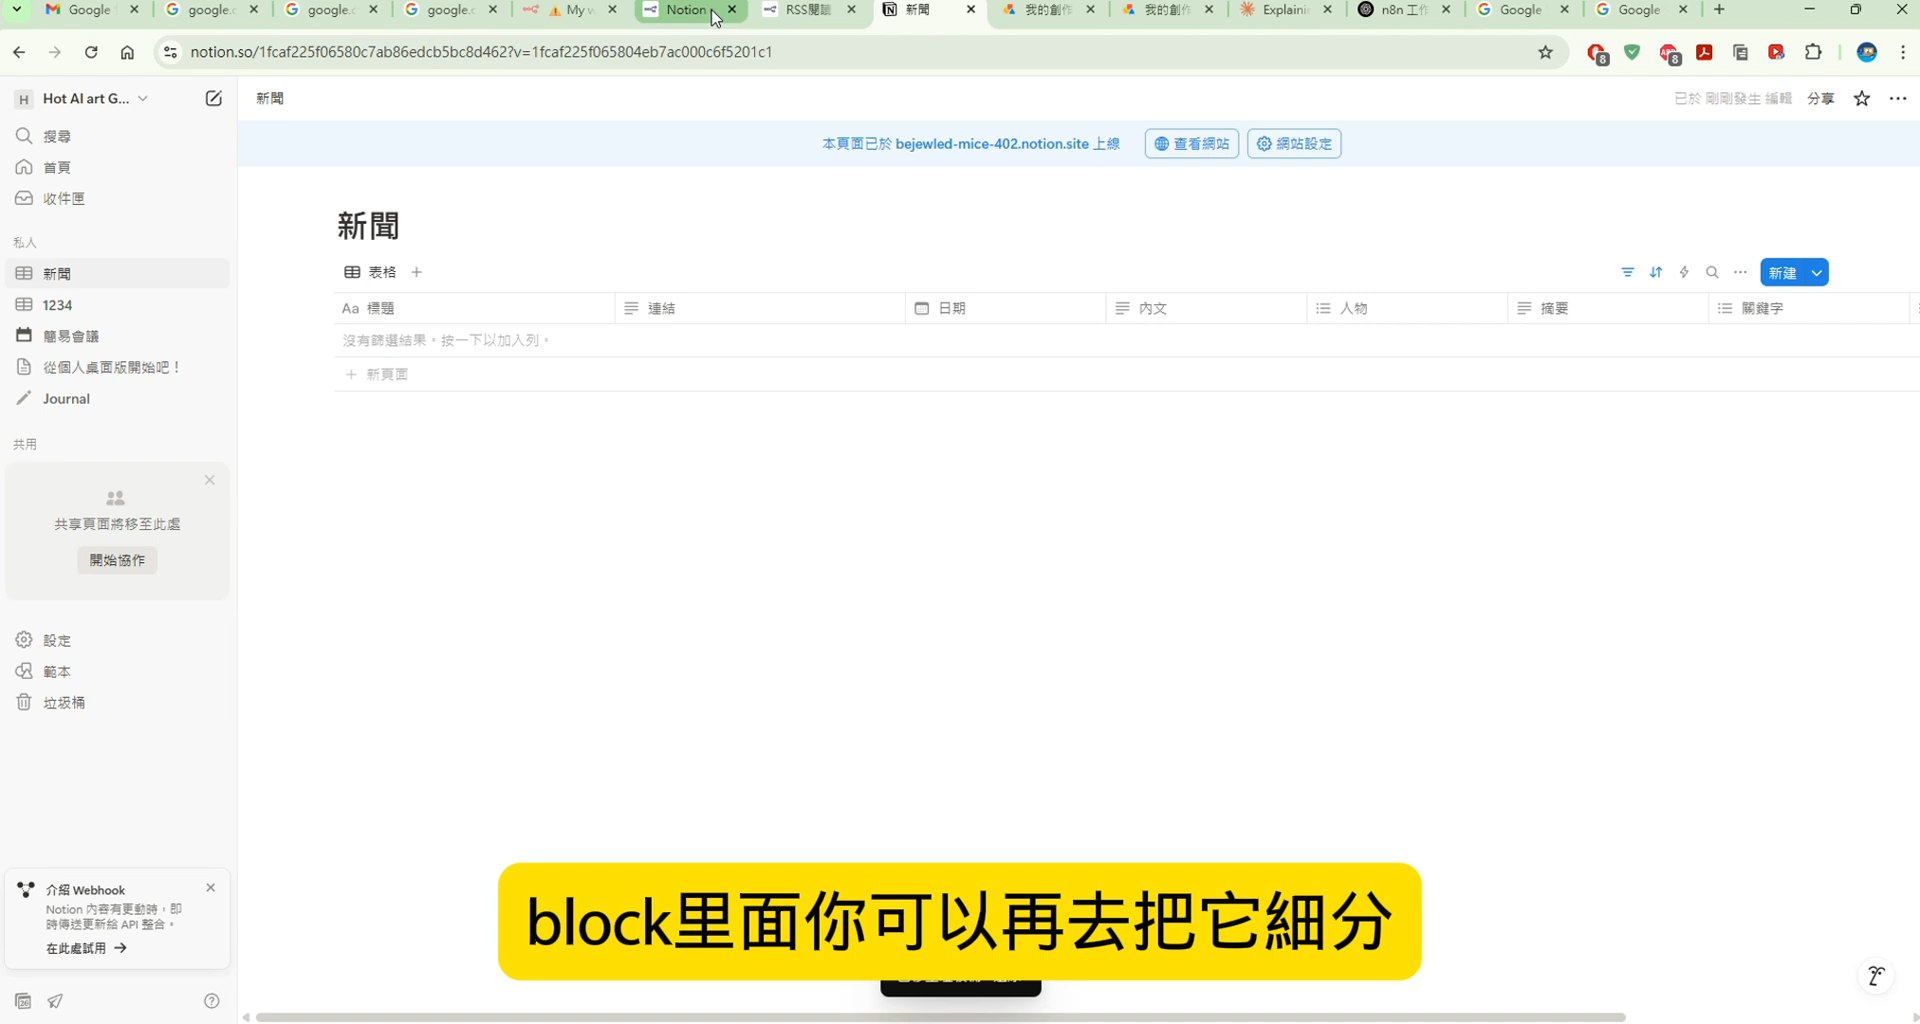 Google
google.c
google.c
google.c
My w
Notion
RSS閱讀
新聞
我的創作
我的創作
Explaini
n8n 工作
Google
Google
notion.so/1fcaf225f06580c7ab86edcb5bc8d462?v=1fcaf225f065804eb7ac000c6f5201c1
8
8
H Hot AI art G...
新聞
已於 剛剛發生 編輯
分享
搜尋
首頁
收件匣
私人
新聞
1234
簡易會議
從個人桌面版開始吧！
Journal
共用
共享頁面將移至此處
開始協作
設定
範本
垃圾桶
介紹 Webhook
Notion 內容有更動時，即
時傳送更新給 API 整合。
在此處試用 →
本頁面已於 bejewled-mice-402.notion.site 上線
查看網站
網站設定
新聞
表格
新建
Aa 標題
連結
日期
內文
人物
摘要
關鍵字
沒有篩選結果。按一下以加入列。
+ 新頁面
block里面你可以再去把它細分